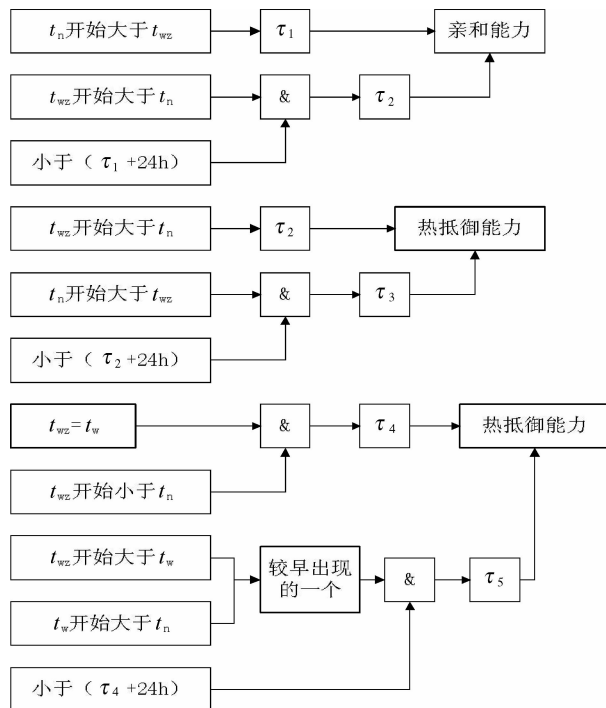 t_n开始大于t_wz
τ_1
亲和能力
t_wz开始大于t_n
&
τ_2
小于（τ_1+24h）
t_wz开始大于t_n
τ_2
热抵御能力
t_n开始大于t_wz
&
τ_3
小于（τ_2+24h）
t_wz=t_w
&
τ_4
热抵御能力
t_wz开始小于t_n
t_wz开始大于t_w
较早出现
的一个
&
τ_5
t_w开始大于t_n
小于（τ_4+24h）